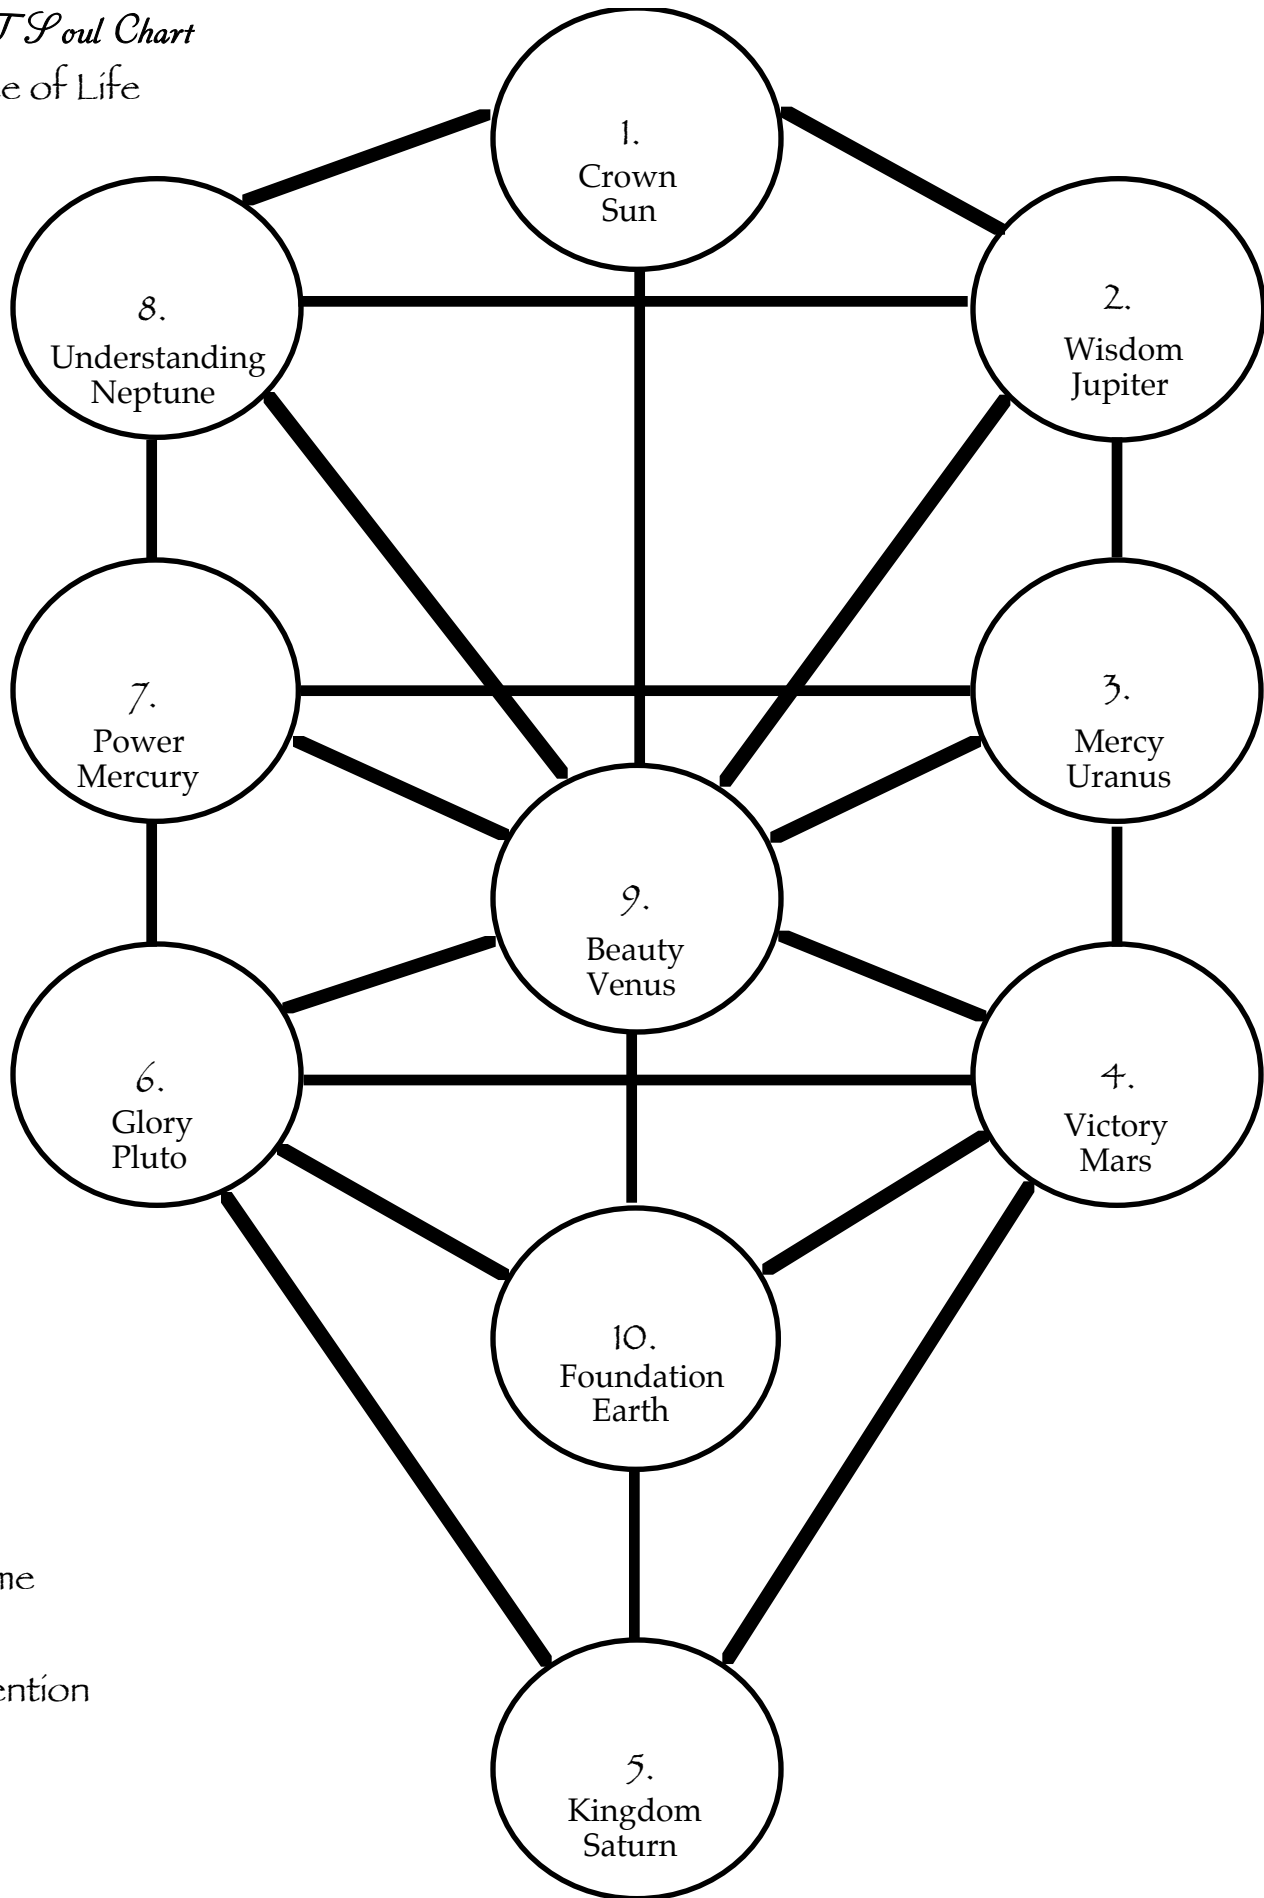 T Soul Chart
e of Life
1.
Crown
Sun
8.
Understanding
Neptune
2.
Wisdom
Jupiter
7.
Power
Mercury
3.
Mercy
Uranus
9.
Beauty
Venus
6.
Glory
Pluto
4.
Victory
Mars
10.
Foundation
Earth
me
ention
5.
Kingdom
Saturn